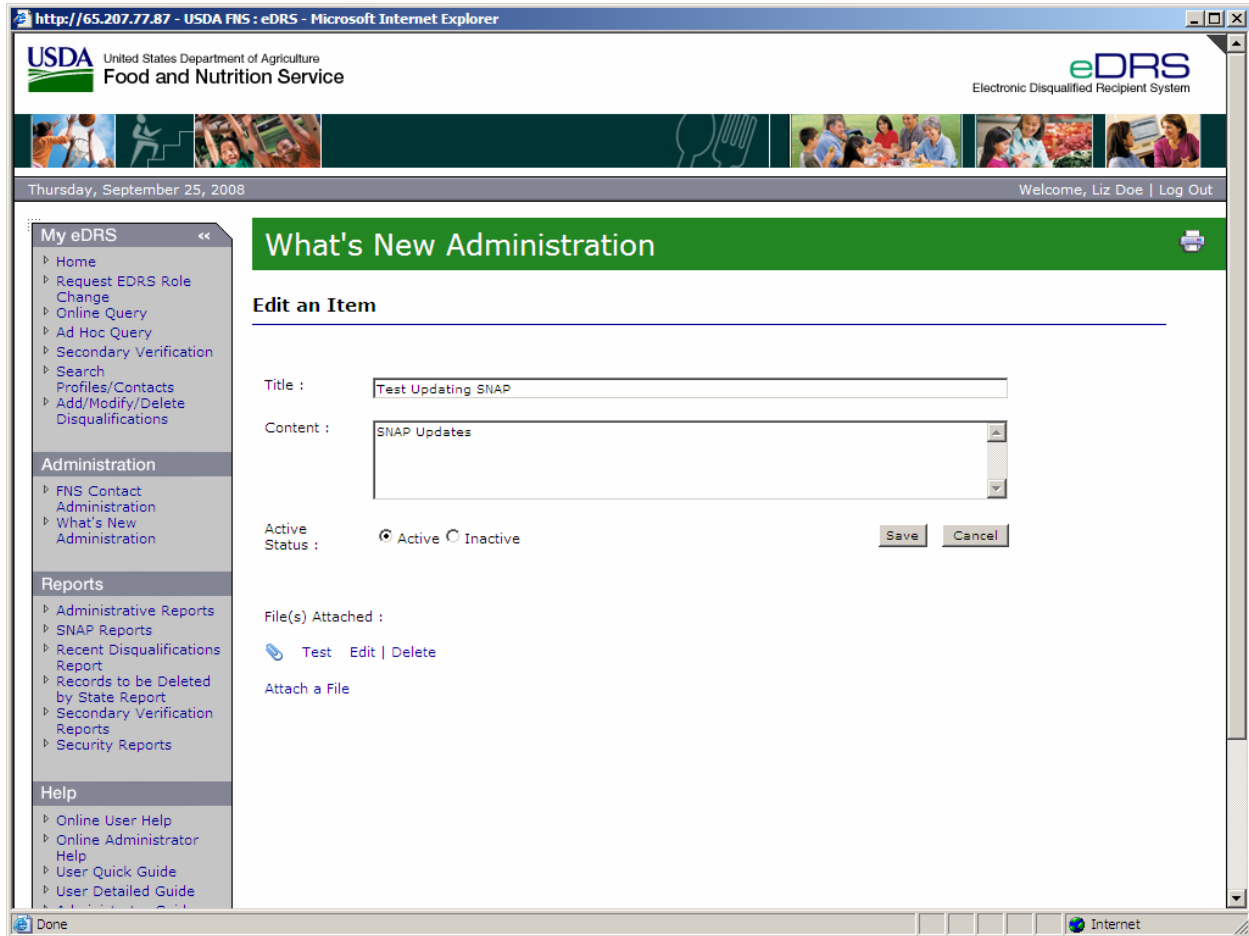 http://65.207.77.87 - USDA FNS : eDRS - Microsoft Internet Explorer
USDA United States Department of Agriculture
Food and Nutrition Service
eDRS
Electronic Disqualified Recipient System
Thursday, September 25, 2008
Welcome, Liz Doe | Log Out
My eDRS <<
Home
Request EDRS Role
Change
Online Query
Ad Hoc Query
Secondary Verification
Search
Profiles/Contacts
Add/Modify/Delete
Disqualifications
Administration
FNS Contact
Administration
What's New
Administration
Reports
Administrative Reports
SNAP Reports
Recent Disqualifications
Report
Records to be Deleted
by State Report
Secondary Verification
Reports
Security Reports
Help
Online User Help
Online Administrator
Help
User Quick Guide
User Detailed Guide
What's New Administration
Edit an Item
Title : Test Updating SNAP
Content : SNAP Updates
Active
Status :
Active Inactive Save Cancel
File(s) Attached :
Test Edit | Delete
Attach a File
Done
Internet